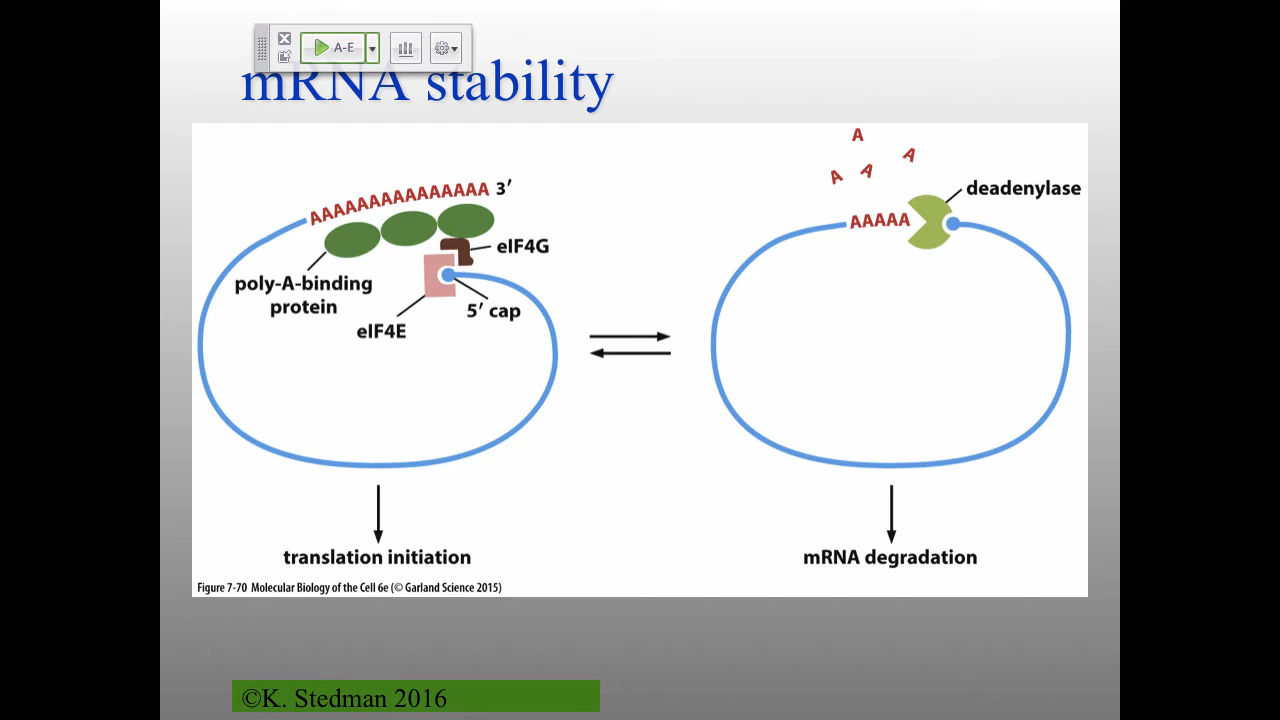 A-E
mRNA stability
AAAAAAAAAAAAAAA 3′
eIF4G
poly-A-binding
protein
5′ cap
eIF4E
translation initiation
A
A
A
A
deadenylase
AAAAA
mRNA degradation
Figure 7-70 Molecular Biology of the Cell 6e (© Garland Science 2015)
©K. Stedman 2016